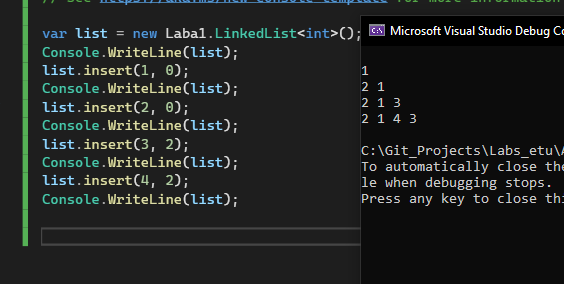 // See https://aka.ms/new-console-template for more information
var list = new Laba1.LinkedList<int>();
Console.WriteLine(list);
list.insert(1, 0);
Console.WriteLine(list);
list.insert(2, 0);
Console.WriteLine(list);
list.insert(3, 2);
Console.WriteLine(list);
list.insert(4, 2);
Console.WriteLine(list);
Microsoft Visual Studio Debug Co
1
2 1
2 1 3
2 1 4 3
C:\Git_Projects\Labs_etu\
To automatically close the
le when debugging stops.
Press any key to close thi